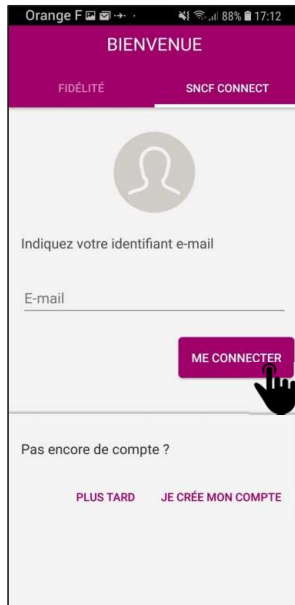 Orange F 88% 17:12
BIENVENUE
FIDÉLITÉ SNCF CONNECT
Indiquez votre identifiant e-mail
E-mail
ME CONNECTER
Pas encore de compte ?
PLUS TARD JE CRÉE MON COMPTE